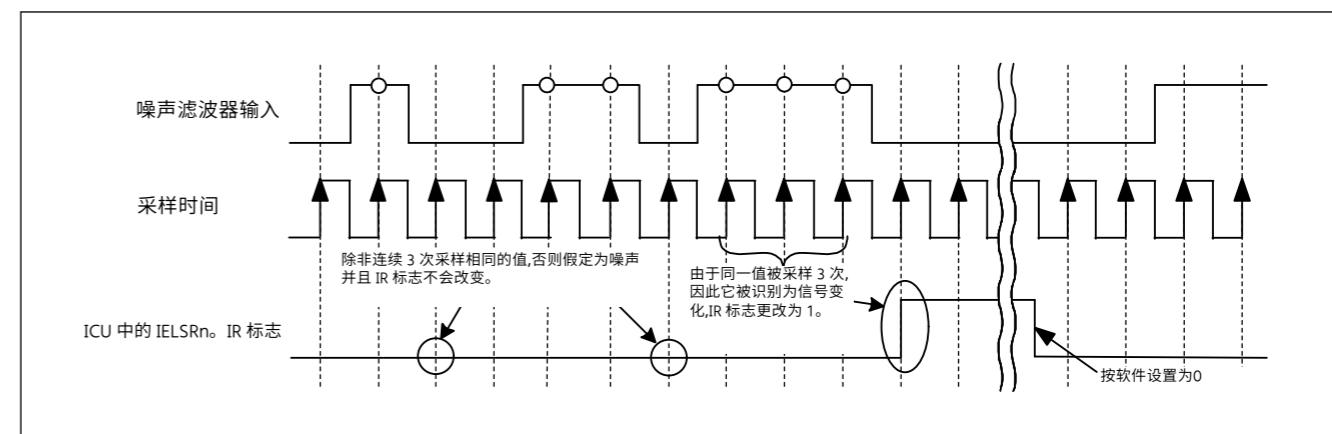 噪声滤波器输入
采样时间
除非连续 3 次采样相同的值,否则假定为噪声
并且 IR 标志不会改变。
由于同一值被采样 3 次,
因此它被识别为信号变
化,IR 标志更改为 1。
ICU 中的 IELSRn。IR 标志
按软件设置为0